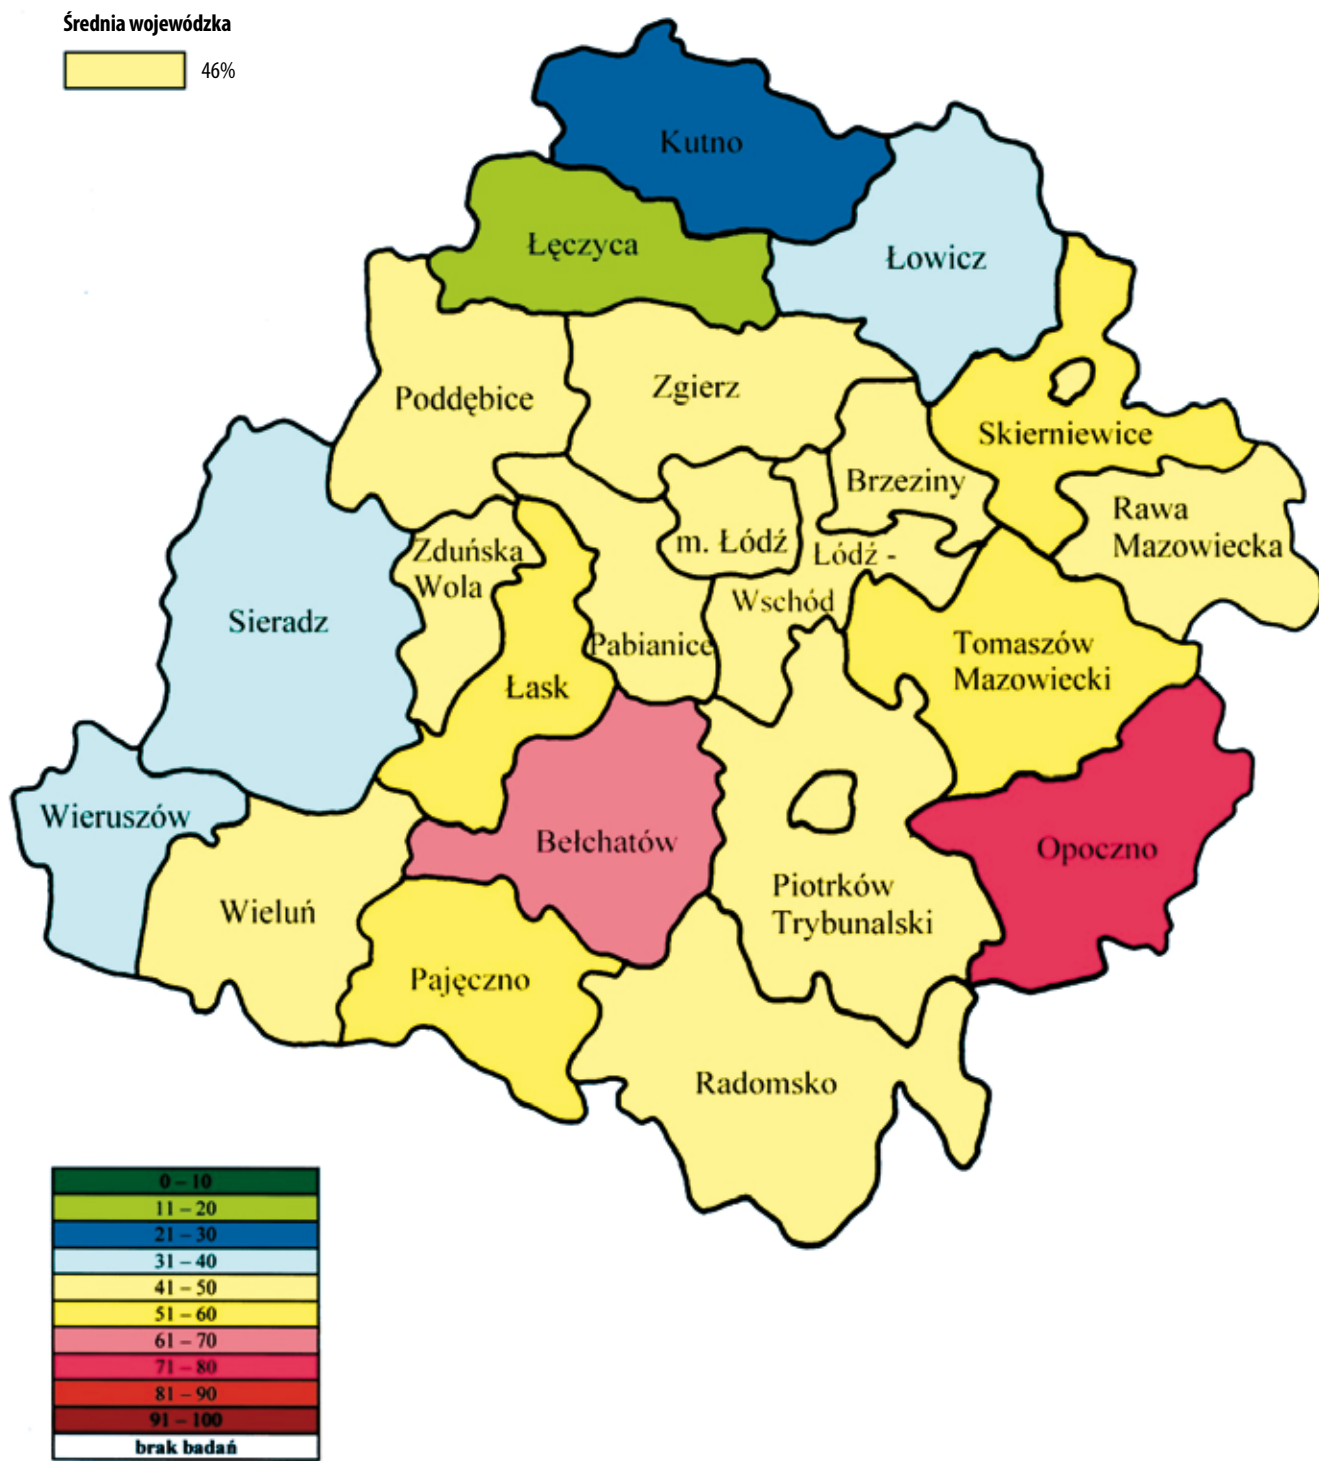 Średnia wojewódzka
46%
Kutno
Łęczyca
Łowicz
Poddębice
Zgierz
Skierniewice
Brzeziny
Rawa
Mazowiecka
Zduńska
Wola
m. Łódź
Łódź -
Wschód
Sieradz
Pabianice
Łask
Tomaszów
Mazowiecki
Wieruszów
Bełchatów
Opoczno
Wieluń
Piotrków
Trybunalski
Pajęczno
Radomsko
0 – 10
11 – 20
21 – 30
31 – 40
41 – 50
51 – 60
61 – 70
71 – 80
81 – 90
91 – 100
brak badań